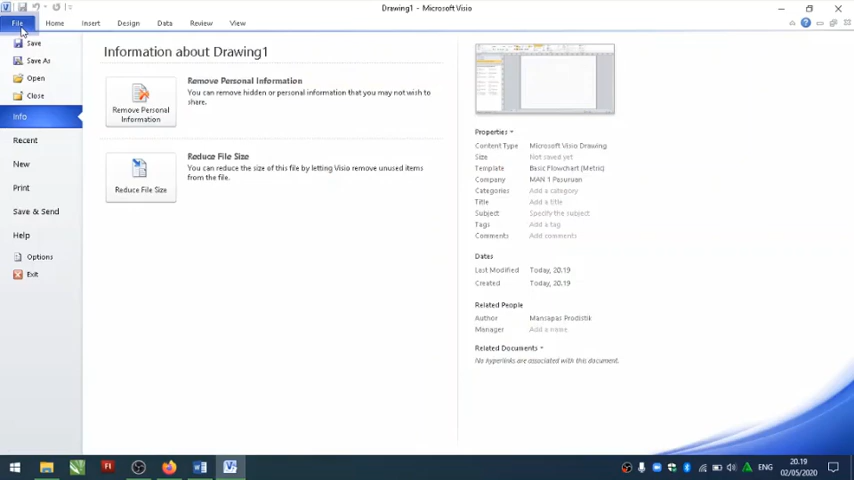 Drawing1 - Microsoft Visio
File Home Insert Design Data Review View
Save
Save As
Open
Close
Info
Recent
New
Print
Save & Send
Help
Options
Exit
Information about Drawing1
Remove Personal Information
Remove Personal Information
You can remove hidden or personal information that you may not wish to
share.
Reduce File Size
Reduce File Size
You can reduce the size of this file by letting Visio remove unused items
from the file.
Properties
Content Type Microsoft Visio Drawing
Size Not saved yet
Template Basic Flowchart (Metric)
Company MAN 1 Pasuruan
Categories Add a category
Title Add a title
Subject Specify the subject
Tags Add a tag
Comments Add comments
Dates
Last Modified Today, 20.19
Created Today, 20.19
Related People
Author Mansapas Prodistik
Manager Add a name
Related Documents
No hyperlinks are associated with this document.
ENG
20.19
02/05/2020